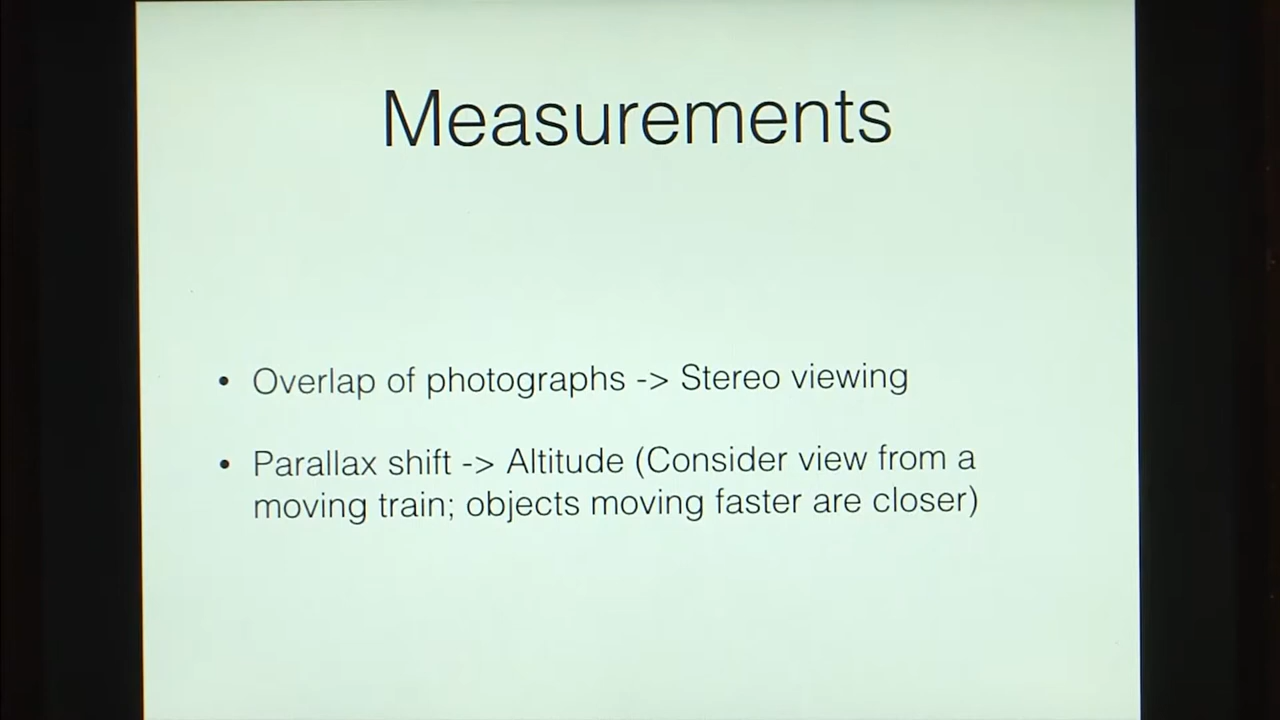 Measurements
• Overlap of photographs -> Stereo viewing
• Parallax shift -> Altitude (Consider view from a
moving train; objects moving faster are closer)